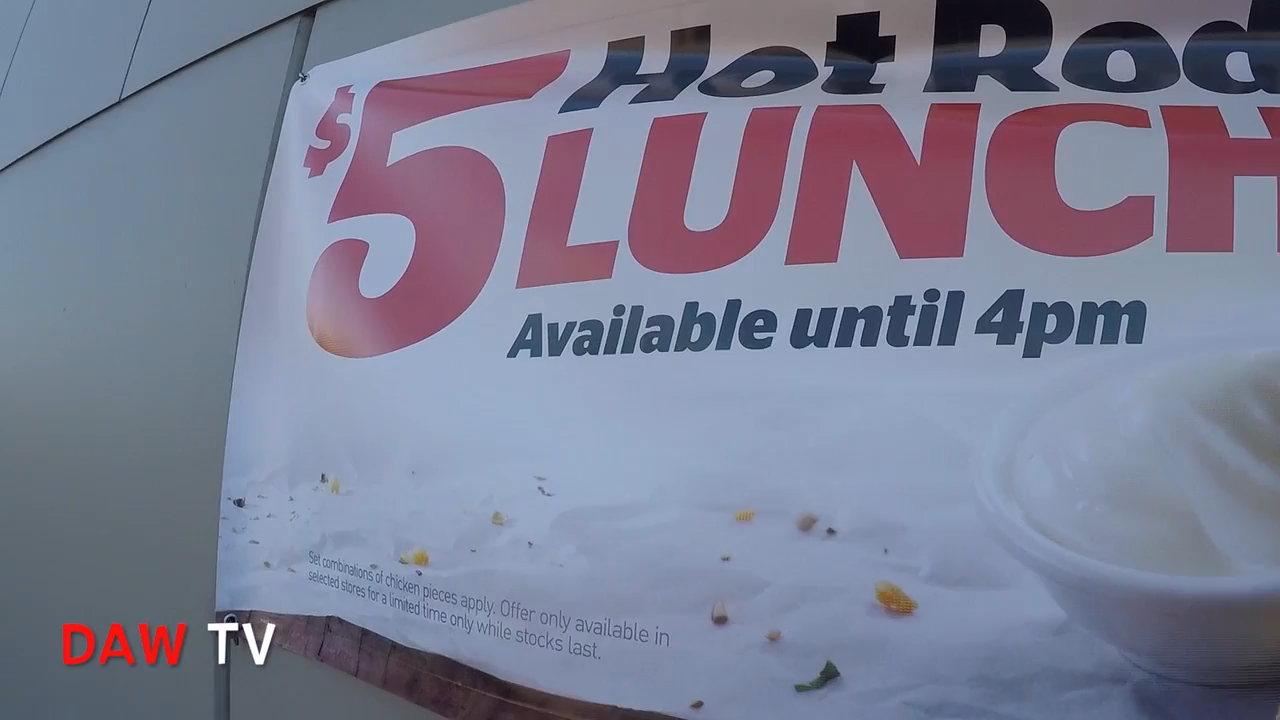 $5 Hot Rod
LUNCH
Available until 4pm
Set combinations of chicken pieces apply. Offer only available in
selected stores for a limited time only while stocks last.
DAW TV